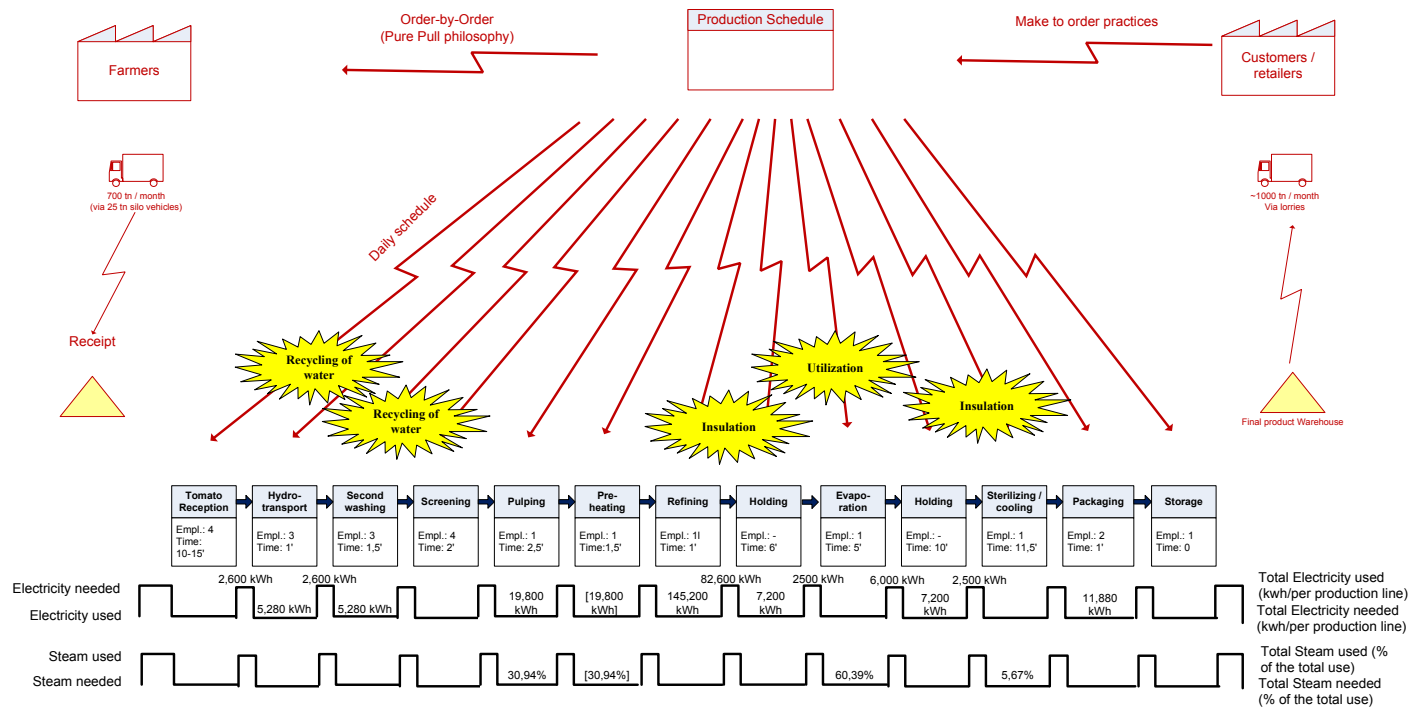 Order-by-Order
(Pure Pull philosophy)
Production Schedule
Make to order practices
Farmers
Customers /
retailers
700 tn / month
(via 25 tn silo vehicles)
~1000 tn / month
Via lorries
Daily schedule
Receipt
Recycling of
water
Recycling of
water
Utilization
Insulation
Insulation
Final product Warehouse
Tomato
Reception
Empl.: 4
Time:
10-15'
Hydro-
transport
Empl.: 3
Time: 1'
Second
washing
Empl.: 3
Time: 1,5'
Screening
Empl.: 4
Time: 2'
Pulping
Empl.: 1
Time: 2,5'
Pre-
heating
Empl.: 1
Time:1,5'
Refining
Empl.: 1l
Time: 1'
Holding
Empl.: -
Time: 6'
Evapo-
ration
Empl.: 1
Time: 5'
Holding
Empl.: -
Time: 10'
Sterilizing /
cooling
Empl.: 1
Time: 11,5'
Packaging
Empl.: 2
Time: 1'
Storage
Empl.: 1
Time: 0
Electricity needed
Electricity used
2,600 kWh
2,600 kWh
82,600 kWh
2500 kWh
6,000 kWh
2,500 kWh
5,280 kWh
5,280 kWh
19,800
kWh
[19,800
kWh]
145,200
kWh
7,200
kWh
7,200
kWh
11,880
kWh
Total Electricity used
(kwh/per production line)
Total Electricity needed
(kwh/per production line)
Steam used
Steam needed
30,94%
[30,94%]
60,39%
5,67%
Total Steam used (%
of the total use)
Total Steam needed
(% of the total use)